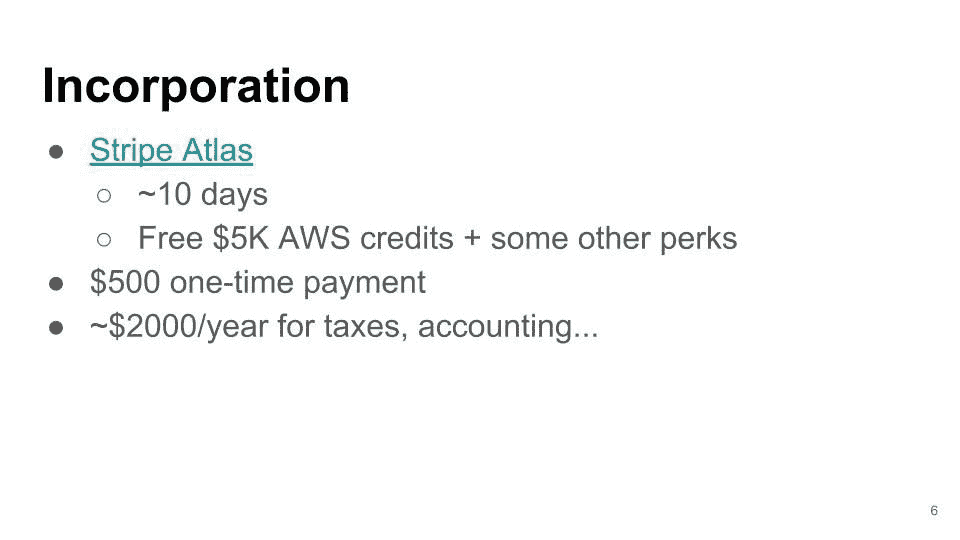 Incorporation
● Stripe Atlas
○ ~10 days
○ Free $5K AWS credits + some other perks
● $500 one-time payment
● ~$2000/year for taxes, accounting...
6